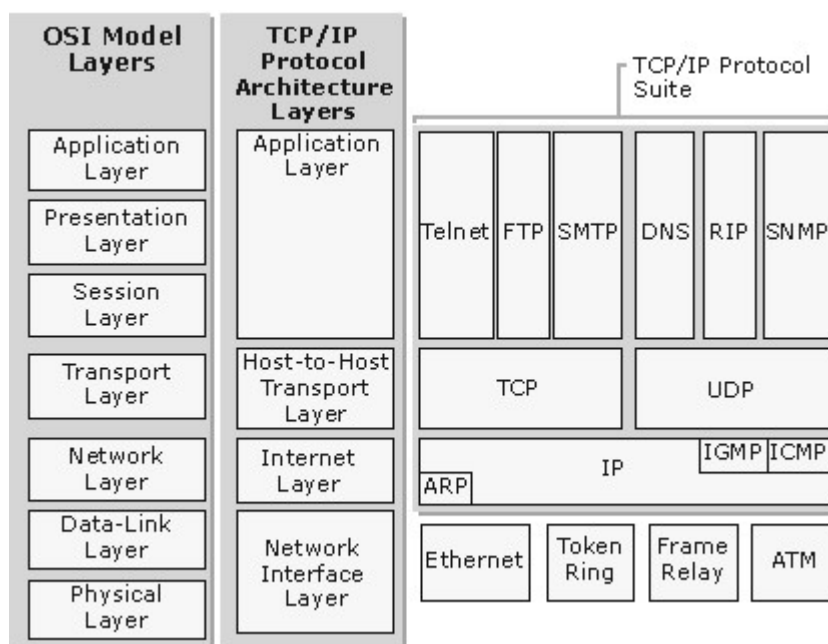 OSI Model
Layers
TCP/IP
Protocol
Architecture
Layers
TCP/IP Protocol
Suite
Application
Layer
Presentation
Layer
Session
Layer
Transport
Layer
Network
Layer
Data-Link
Layer
Physical
Layer
Application
Layer
Host-to-Host
Transport
Layer
Internet
Layer
Network
Interface
Layer
Telnet
FTP
SMTP
DNS
RIP
SNMP
TCP
UDP
IP
IGMP
ICMP
ARP
Ethernet
Token
Ring
Frame
Relay
ATM